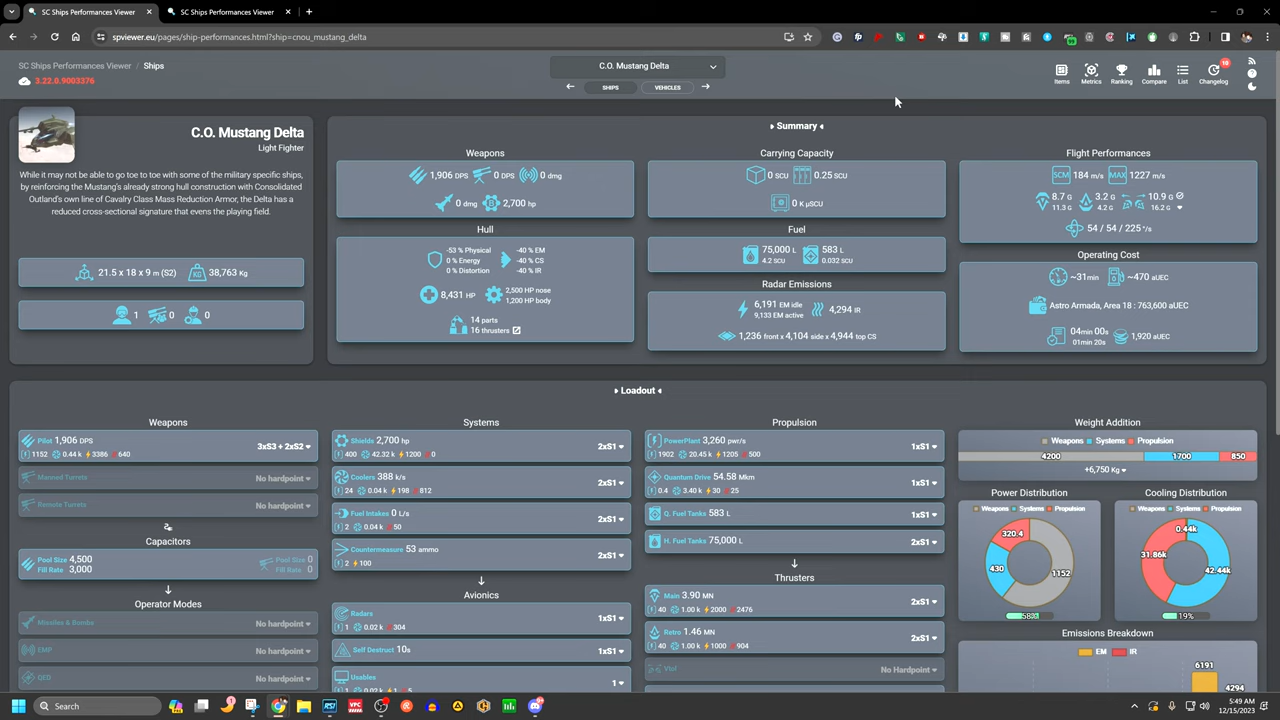 SC Ships Performances Viewer
SC Ships Performances Viewer
spviewer.eu/pages/ship-performances.html?ship=cnou_mustang_delta
SC Ships Performances Viewer / Ships
3.22.0.9003376
C.O. Mustang Delta
SHIPS
VEHICLES
Items
Metrics
Ranking
Compare
List
Changelog
10
C.O. Mustang Delta
Light Fighter
While it may not be able to go toe to toe with some of the military specific ships,
by reinforcing the Mustang's already strong hull construction with Consolidated
Outland's own line of Cavalry Class Mass Reduction Armor, the Delta has a
reduced cross-sectional signature that evens the playing field.
21.5 x 18 x 9 m (S2) 38,763 Kg
1 0 0
Summary
Weapons
1,906 DPS 0 DPS 0 dmg
0 dmg 2,700 hp
Hull
-53 % Physical
0 % Energy
0 % Distortion
-40 % EM
-40 % CS
-40 % IR
8,431 HP
2,500 HP nose
1,200 HP body
14 parts
16 thrusters
Carrying Capacity
0 SCU 0.25 SCU
0 K µSCU
Fuel
75,000 L
4.2 SCU
583 L
0.032 SCU
Radar Emissions
6,191 EM idle
9,133 EM active
4,294 IR
1,236 front x 4,104 side x 4,944 top CS
Flight Performances
SCM 184 m/s MAX 1227 m/s
8.7 G
11.3 G
3.2 G
4.2 G
10.9 G
16.2 G
54 / 54 / 225 °/s
Operating Cost
~31min ~470 aUEC
Astro Armada, Area 18 : 763,600 aUEC
04min 00s
01min 20s
1,920 aUEC
Loadout
Weapons
Pilot 1,906 DPS
1152 0.44 k 3386 640
3xS3 + 2xS2
Manned Turrets No hardpoint
Remote Turrets No hardpoint
Capacitors
Pool Size 4,500
Fill Rate 3,000
Pool Size 0
Fill Rate 0
Operator Modes
Missiles & Bombs No hardpoint
EMP No hardpoint
QED No hardpoint
Systems
Shields 2,700 hp
400 42.32 k 1200 0
2xS1
Coolers 388 k/s
24 0.04 k 198 812
2xS1
Fuel Intakes 0 L/s
2 0.04 k 50
2xS1
Countermeasure 53 ammo
2 100
2xS1
Avionics
Radars
1 0.02 k 304
1xS1
Self Destruct 10s
1xS1
Usables
1 0.02 k 1 5
1
Propulsion
PowerPlant 3,260 pwr/s
1902 20.45 k 1205 500
1xS1
Quantum Drive 54.58 Mkm
0.4 3.40 k 30 25
1xS1
Q. Fuel Tanks 583 L
1xS1
H. Fuel Tanks 75,000 L
2xS1
Thrusters
Main 3.90 MN
40 1.00 k 2000 2476
2xS1
Retro 1.46 MN
40 1.00 k 1000 904
2xS1
Vtol No Hardpoint
Weight Addition
Weapons Systems Propulsion
4200 1700 850
+6,750 Kg
Power Distribution
Weapons Systems Propulsion
320.4
430
1152
58%
Cooling Distribution
Weapons Systems Propulsion
0.44k
31.86k
42.44k
19%
Emissions Breakdown
EM IR
6191
4294
Search
5:49 AM
12/15/2023